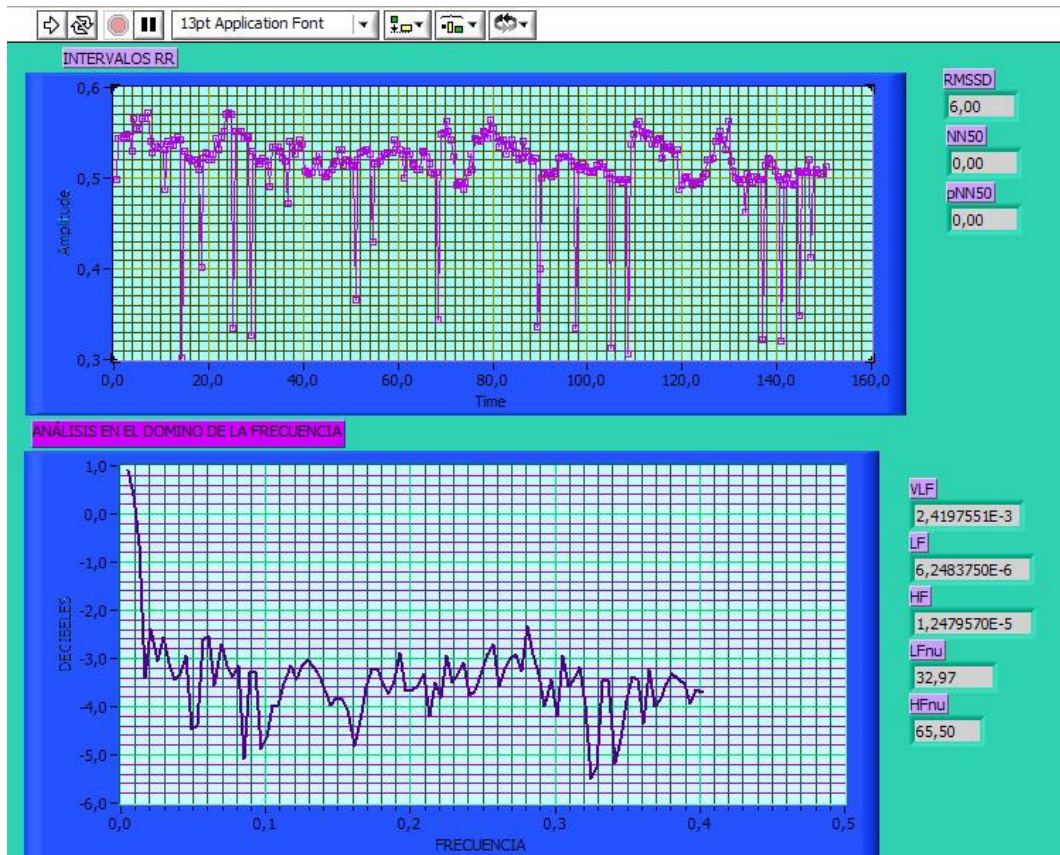 13pt Application Font
INTERVALOS RR
0,6
0,5
0,4
0,3
Amplitude
0,0 20,0 40,0 60,0 80,0 100,0 120,0 140,0 160,0
Time
RMSSD
6,00
NN50
0,00
pNN50
0,00
ANÁLISIS EN EL DOMINO DE LA FRECUENCIA
1,0
0,0
-1,0
-2,0
-3,0
-4,0
-5,0
-6,0
DECIBELES
0,0 0,1 0,2 0,3 0,4 0,5
FRECUENCIA
VLF
2,4197551E-3
LF
6,2483750E-6
HF
1,2479570E-5
LFnu
32,97
HFnu
65,50